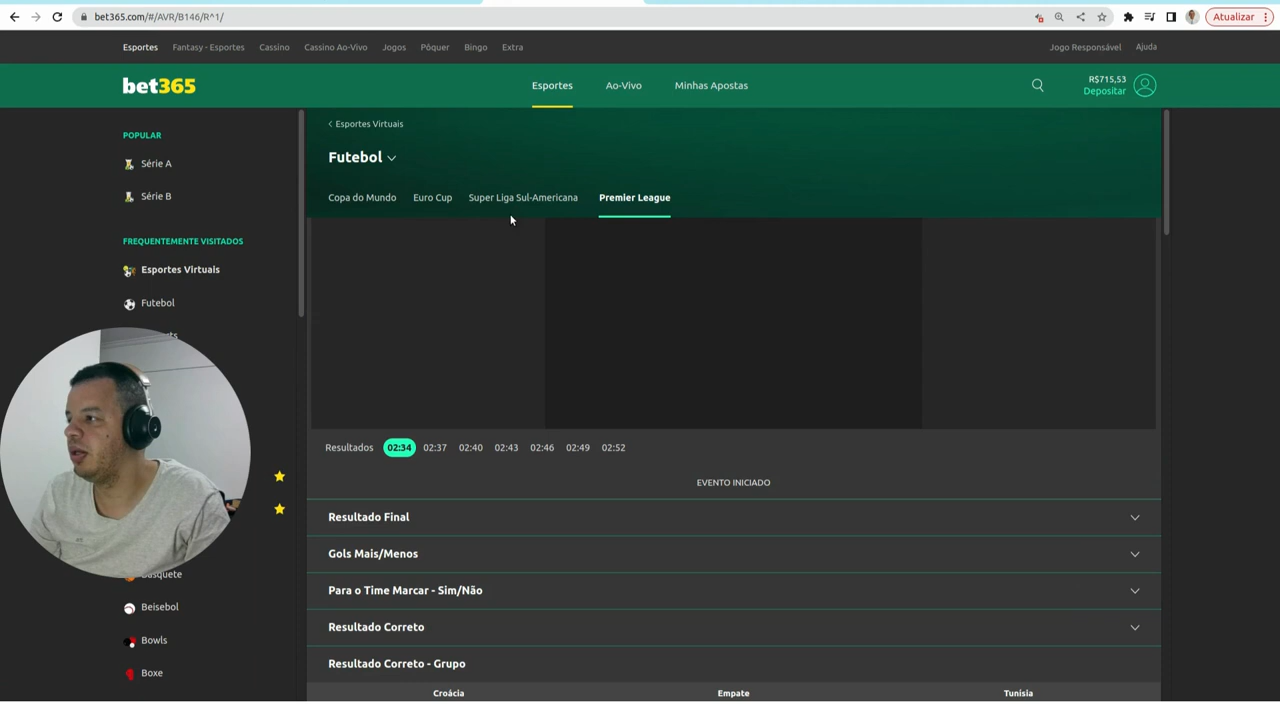 bet365.com/#/AVR/B146/R^1/
Atualizar
Esportes
Fantasy - Esportes
Cassino
Cassino Ao-Vivo
Jogos
Pôquer
Bingo
Extra
Jogo Responsável
Ajuda
bet365
Esportes
Ao-Vivo
Minhas Apostas
R$715,53
Depositar
POPULAR
Série A
Série B
FREQUENTEMENTE VISITADOS
Esportes Virtuais
Futebol
Basquete
Beisebol
Bowls
Boxe
Esportes Virtuais
Futebol
Copa do Mundo
Euro Cup
Super Liga Sul-Americana
Premier League
Resultados
02:34
02:37
02:40
02:43
02:46
02:49
02:52
EVENTO INICIADO
Resultado Final
Gols Mais/Menos
Para o Time Marcar - Sim/Não
Resultado Correto
Resultado Correto - Grupo
Croácia
Empate
Tunísia